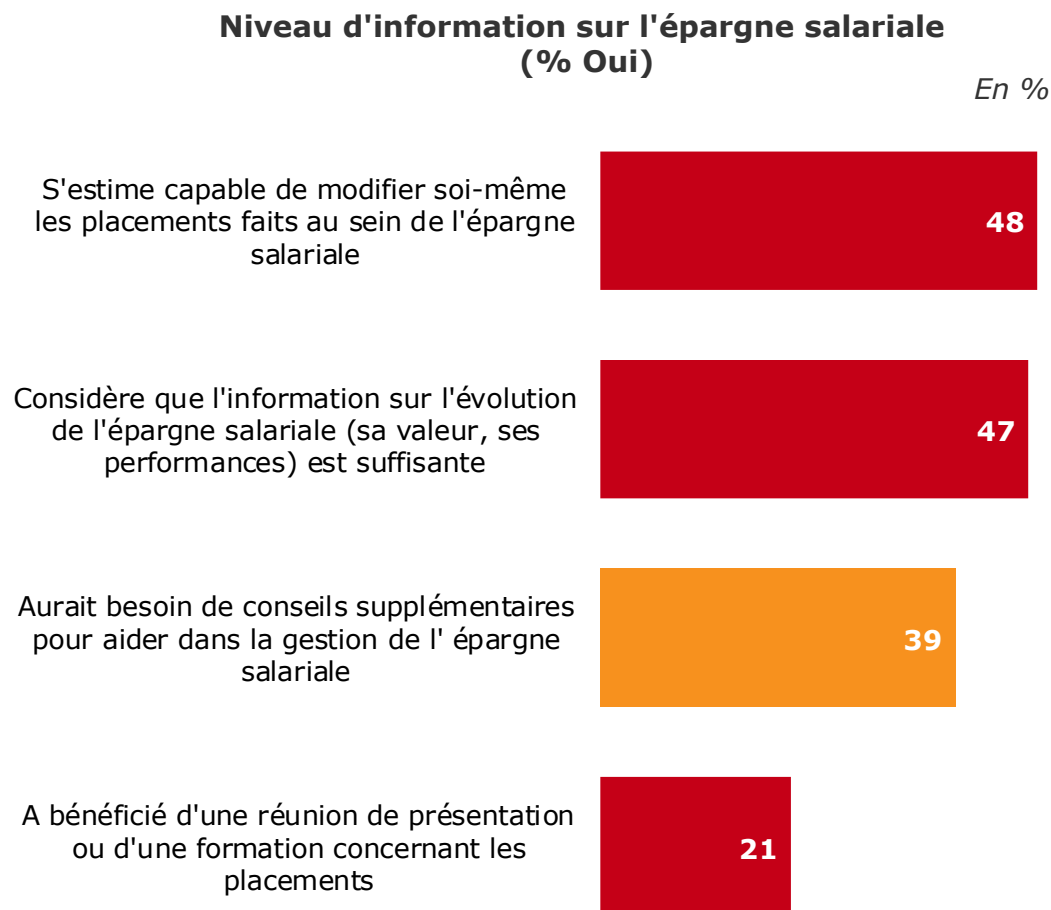 Niveau d'information sur l'épargne salariale
(% Oui)
En %
S'estime capable de modifier soi-même
les placements faits au sein de l'épargne
salariale
48
Considère que l'information sur l'évolution
de l'épargne salariale (sa valeur, ses
performances) est suffisante
47
Aurait besoin de conseils supplémentaires
pour aider dans la gestion de l' épargne
salariale
39
A bénéficié d'une réunion de présentation
ou d'une formation concernant les
placements
21